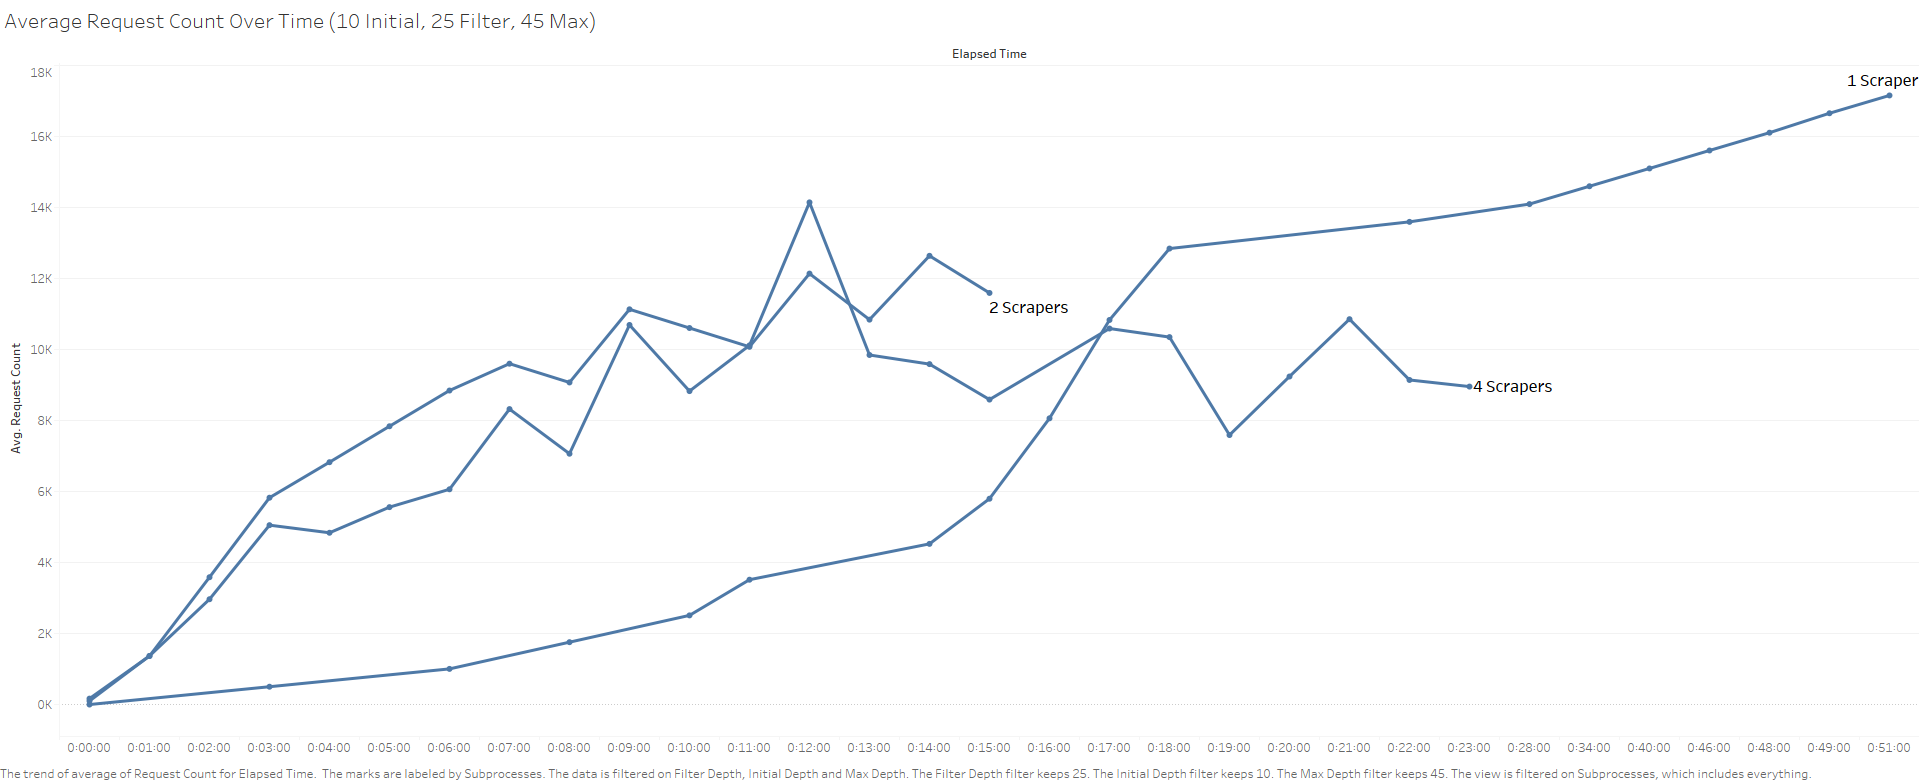 Average Request Count Over Time (10 Initial, 25 Filter, 45 Max)
Elapsed Time
18K
1 Scraper
16K
14K
12K
2 Scrapers
10K
4 Scrapers
Avg. Request Count
8K
6K
4K
2K
0K
0:00:00 0:01:00 0:02:00 0:03:00 0:04:00 0:05:00 0:06:00 0:07:00 0:08:00 0:09:00 0:10:00 0:11:00 0:12:00 0:13:00 0:14:00 0:15:00 0:16:00 0:17:00 0:18:00 0:19:00 0:20:00 0:21:00 0:22:00 0:23:00 0:28:00 0:34:00 0:40:00 0:46:00 0:48:00 0:49:00 0:51:00
The trend of average of Request Count for Elapsed Time. The marks are labeled by Subprocesses. The data is filtered on Filter Depth, Initial Depth and Max Depth. The Filter Depth filter keeps 25. The Initial Depth filter keeps 10. The Max Depth filter keeps 45. The view is filtered on Subprocesses, which includes everything.